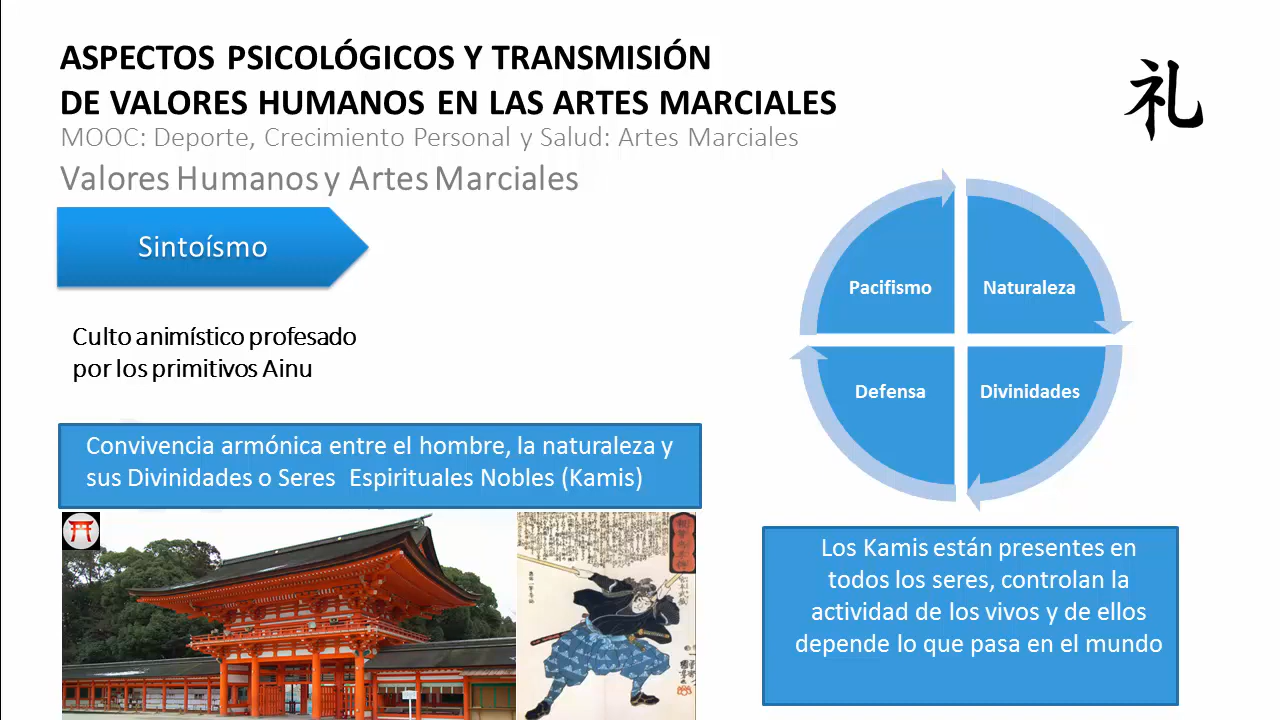 ASPECTOS PSICOLÓGICOS Y TRANSMISIÓN
DE VALORES HUMANOS EN LAS ARTES MARCIALES
MOOC: Deporte, Crecimiento Personal y Salud: Artes Marciales
Valores Humanos y Artes Marciales
礼
Sintoísmo
Culto animístico profesado
por los primitivos Ainu
Convivencia armónica entre el hombre, la naturaleza y
sus Divinidades o Seres  Espirituales Nobles (Kamis)
Pacifismo
Naturaleza
Defensa
Divinidades
Los Kamis están presentes en
todos los seres, controlan la
actividad de los vivos y de ellos
depende lo que pasa en el mundo